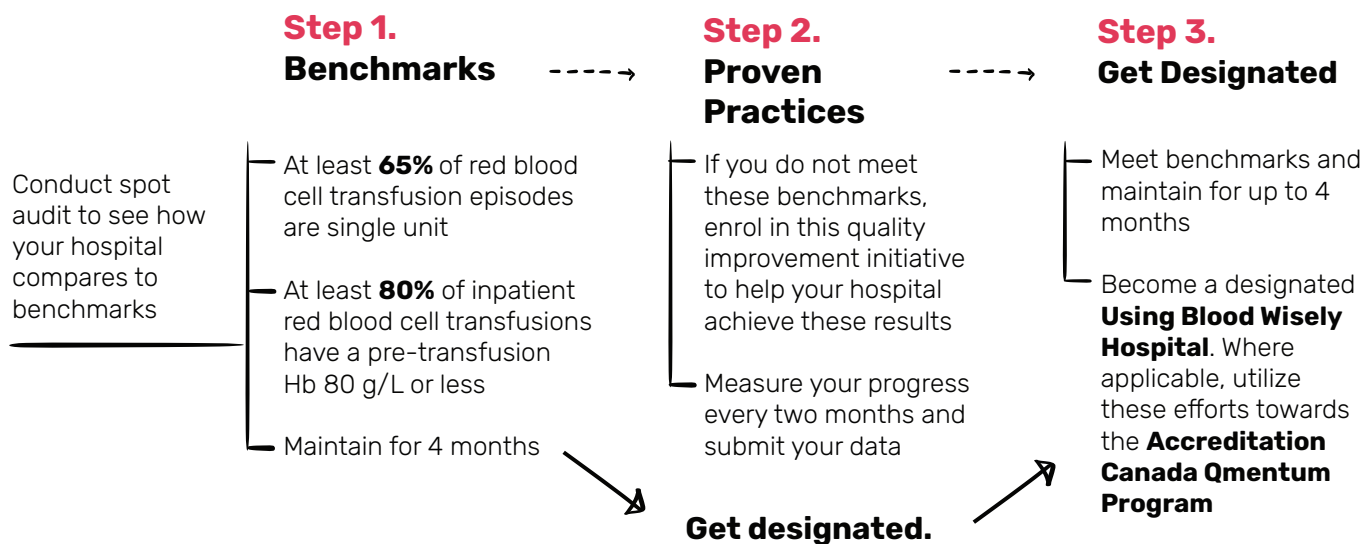 Conduct spot
audit to see how
your hospital
compares to
benchmarks
Step 1.
Benchmarks
At least 65% of red blood
cell transfusion episodes
are single unit
At least 80% of inpatient
red blood cell transfusions
have a pre-transfusion
Hb 80 g/L or less
Maintain for 4 months
Step 2.
Proven
Practices
If you do not meet
these benchmarks,
enrol in this quality
improvement initiative
to help your hospital
achieve these results
Measure your progress
every two months and
submit your data
Get designated.
Step 3.
Get Designated
Meet benchmarks and
maintain for up to 4
months
Become a designated
Using Blood Wisely
Hospital. Where
applicable, utilize
these efforts towards
the Accreditation
Canada Qmentum
Program